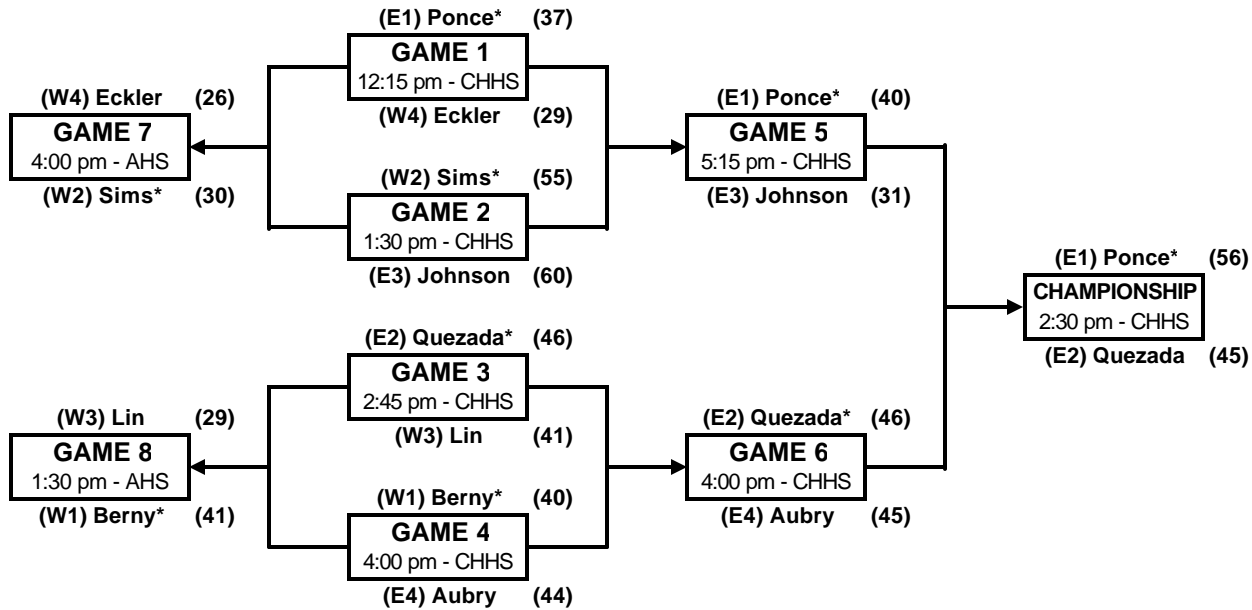 (E1) Ponce* (37)
GAME 1
12:15 pm - CHHS
(W4) Eckler (29)
(W4) Eckler (26)
GAME 7
4:00 pm - AHS
(W2) Sims* (30)
(W2) Sims* (55)
GAME 2
1:30 pm - CHHS
(E3) Johnson (60)
(E1) Ponce* (40)
GAME 5
5:15 pm - CHHS
(E3) Johnson (31)
(E1) Ponce* (56)
CHAMPIONSHIP
2:30 pm - CHHS
(E2) Quezada (45)
(E2) Quezada* (46)
GAME 3
2:45 pm - CHHS
(W3) Lin (41)
(W3) Lin (29)
GAME 8
1:30 pm - AHS
(W1) Berny* (41)
(W1) Berny* (40)
GAME 4
4:00 pm - CHHS
(E4) Aubry (44)
(E2) Quezada* (46)
GAME 6
4:00 pm - CHHS
(E4) Aubry (45)